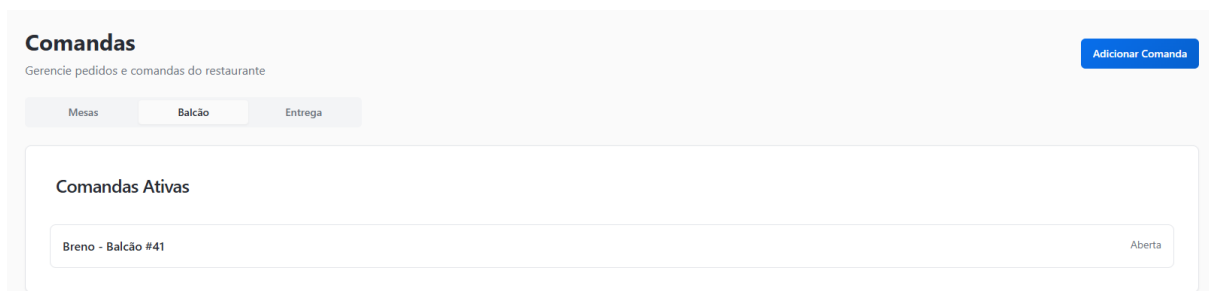 Comandas
Adicionar Comanda
Gerencie pedidos e comandas do restaurante
Mesas Balcão Entrega
Comandas Ativas
Breno - Balcão #41 Aberta